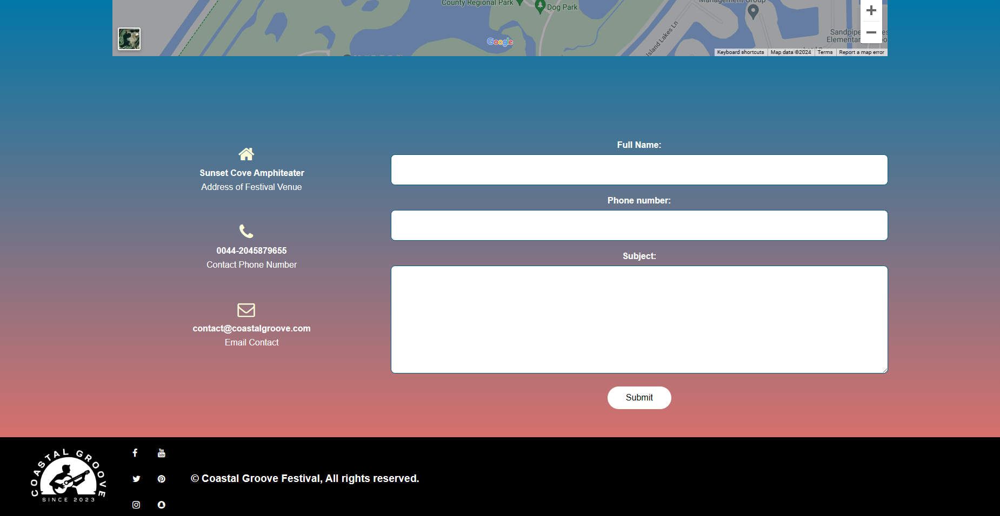 County Regional Park
Dog Park
Management Group
Island Lakes Ln
Google
Keyboard shortcuts Map data ©2024 Terms Report a map error
Full Name:
Sunset Cove Amphiteater
Address of Festival Venue
Phone number:
0044-2045879655
Contact Phone Number
Subject:
contact@coastalgroove.com
Email Contact
Submit
COASTAL GROOVE
SINCE 2023
You
Tube
© Coastal Groove Festival, All rights reserved.